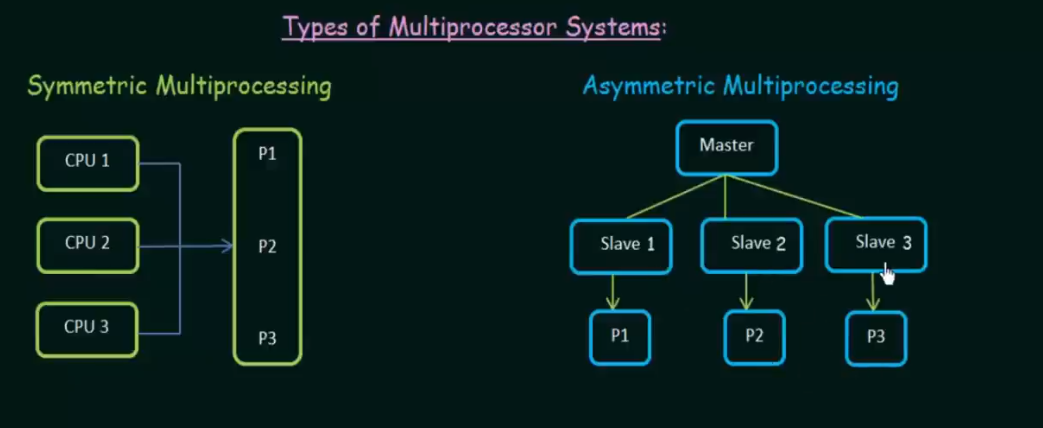 Types of Multiprocessor Systems:
Symmetric Multiprocessing
CPU 1
CPU 2
CPU 3
P1
P2
P3
Asymmetric Multiprocessing
Master
Slave 1
Slave 2
Slave 3
P1
P2
P3